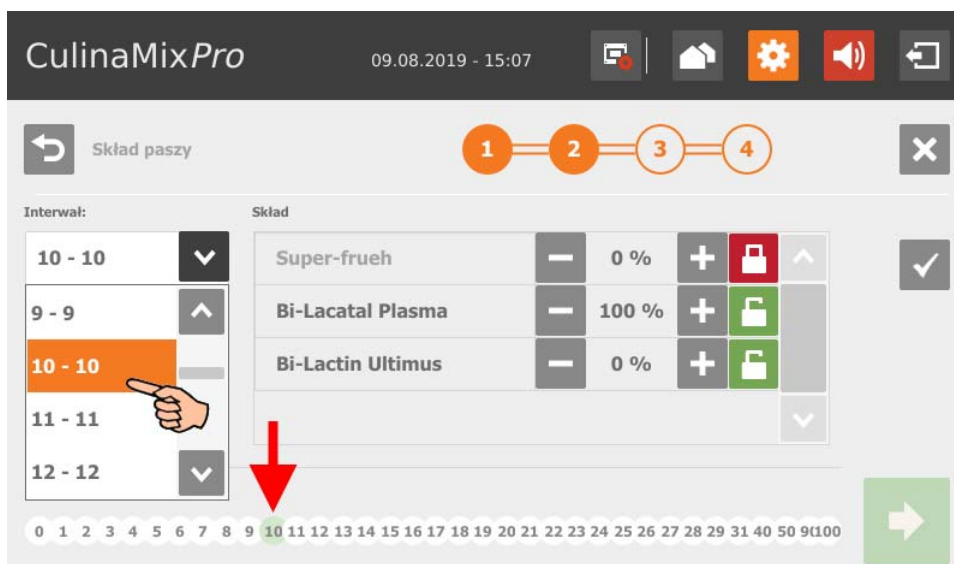 CulinaMixPro 09.08.2019 - 15:07
Skład paszy 1 2 3 4
Interwał: Skład
10 - 10 Super-frueh 0 %
9 - 9 Bi-Lacatal Plasma 100 %
10 - 10 Bi-Lactin Ultimus 0 %
11 - 11
12 - 12
0 1 2 3 4 5 6 7 8 9 10 11 12 13 14 15 16 17 18 19 20 21 22 23 24 25 26 27 28 29 31 40 50 90 100